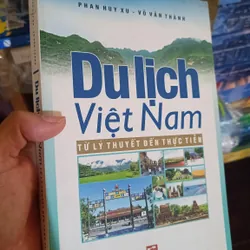 PHAN HUY XU - VÕ VĂN THÀNH
Du lịch
Việt Nam
TỪ LÝ THUYẾT ĐẾN THỰC TIỄN